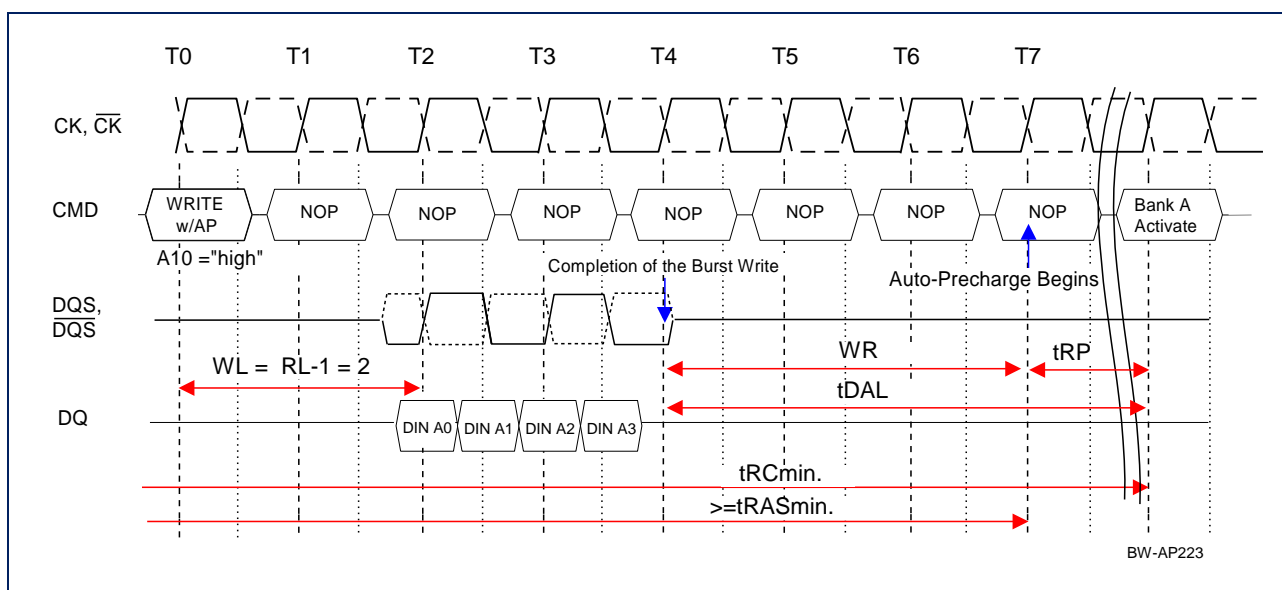 T0 T1 T2 T3 T4 T5 T6 T7
CK, CK
CMD
WRITE
w/AP
NOP NOP NOP NOP NOP NOP NOP
Bank A
Activate
A10 ="high"
Completion of the Burst Write
Auto-Precharge Begins
DQS,
DQS
WL = RL-1 = 2
WR
tRP
tDAL
DQ
DIN A0 DIN A1 DIN A2 DIN A3
tRCmin.
>=tRASmin.
BW-AP223